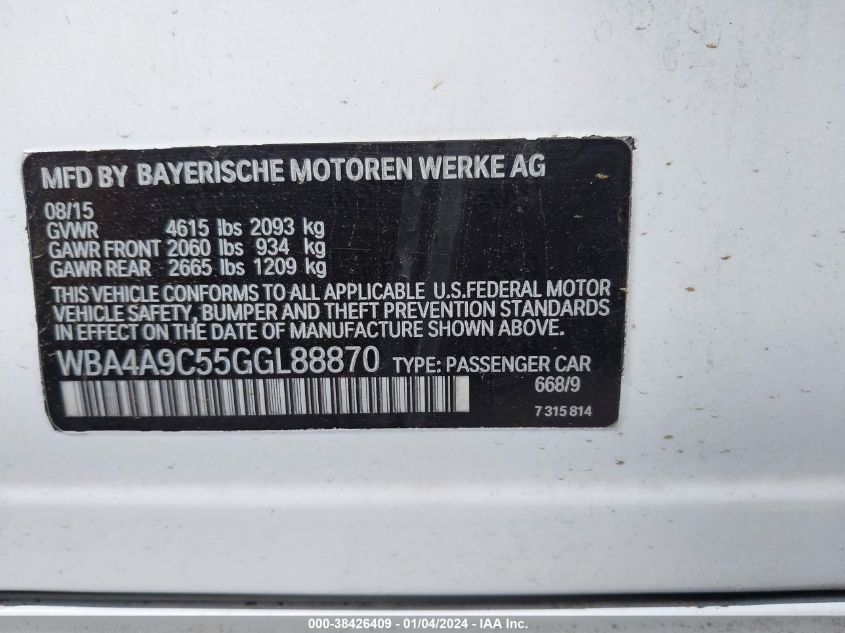 MFD BY BAYERISCHE MOTOREN WERKE AG
08/15
GVWR 4615 lbs 2093 kg
GAWR FRONT 2060 lbs 934 kg
GAWR REAR 2665 lbs 1209 kg
THIS VEHICLE CONFORMS TO ALL APPLICABLE U.S.FEDERAL MOTOR
VEHICLE SAFETY, BUMPER AND THEFT PREVENTION STANDARDS
IN EFFECT ON THE DATE OF MANUFACTURE SHOWN ABOVE.
WBA4A9C55GGL88870 TYPE: PASSENGER CAR
668/9
7 315 814
000-38426409 - 01/04/2024 - IAA Inc.